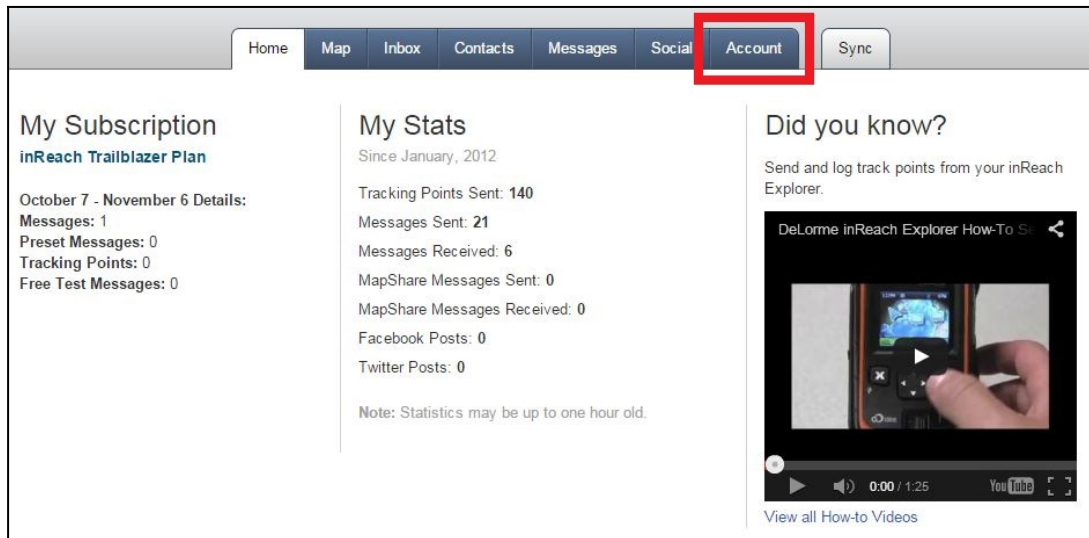 Home Map Inbox Contacts Messages Social Account Sync
My Subscription
inReach Trailblazer Plan
October 7 - November 6 Details:
Messages: 1
Preset Messages: 0
Tracking Points: 0
Free Test Messages: 0
My Stats
Since January, 2012
Tracking Points Sent: 140
Messages Sent: 21
Messages Received: 6
MapShare Messages Sent: 0
MapShare Messages Received: 0
Facebook Posts: 0
Twitter Posts: 0
Note: Statistics may be up to one hour old.
Did you know?
Send and log track points from your inReach
Explorer.
DeLorme inReach Explorer How-To Se
0:00 / 1:25 YouTube
View all How-to Videos